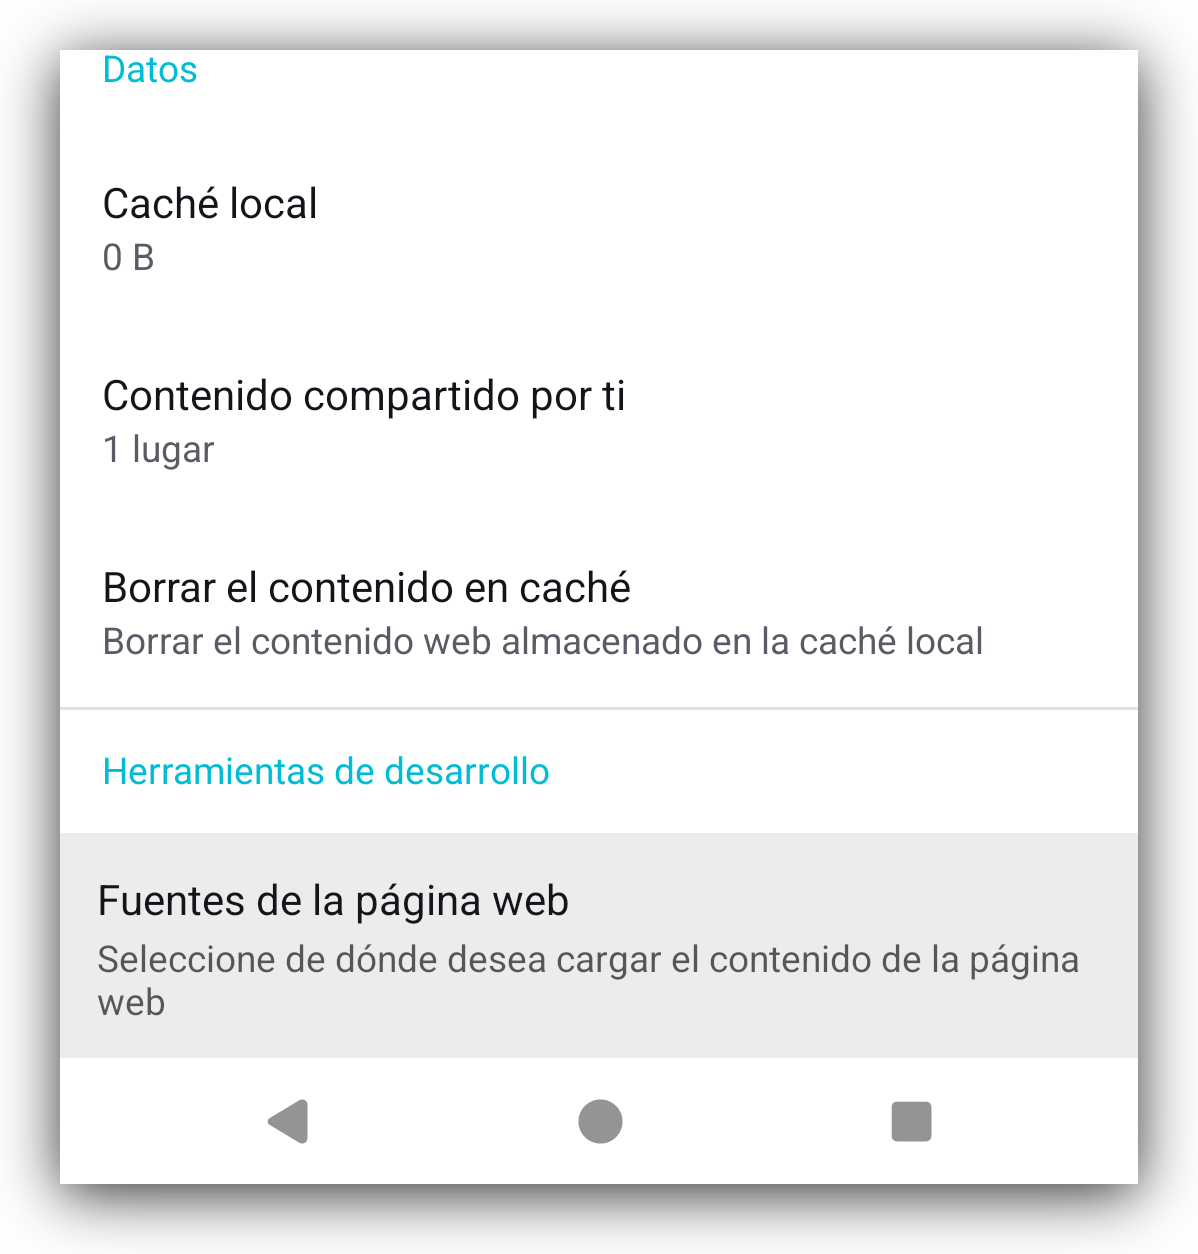 Datos
Caché local
0 B
Contenido compartido por ti
1 lugar
Borrar el contenido en caché
Borrar el contenido web almacenado en la caché local
Herramientas de desarrollo
Fuentes de la página web
Seleccione de dónde desea cargar el contenido de la página
web